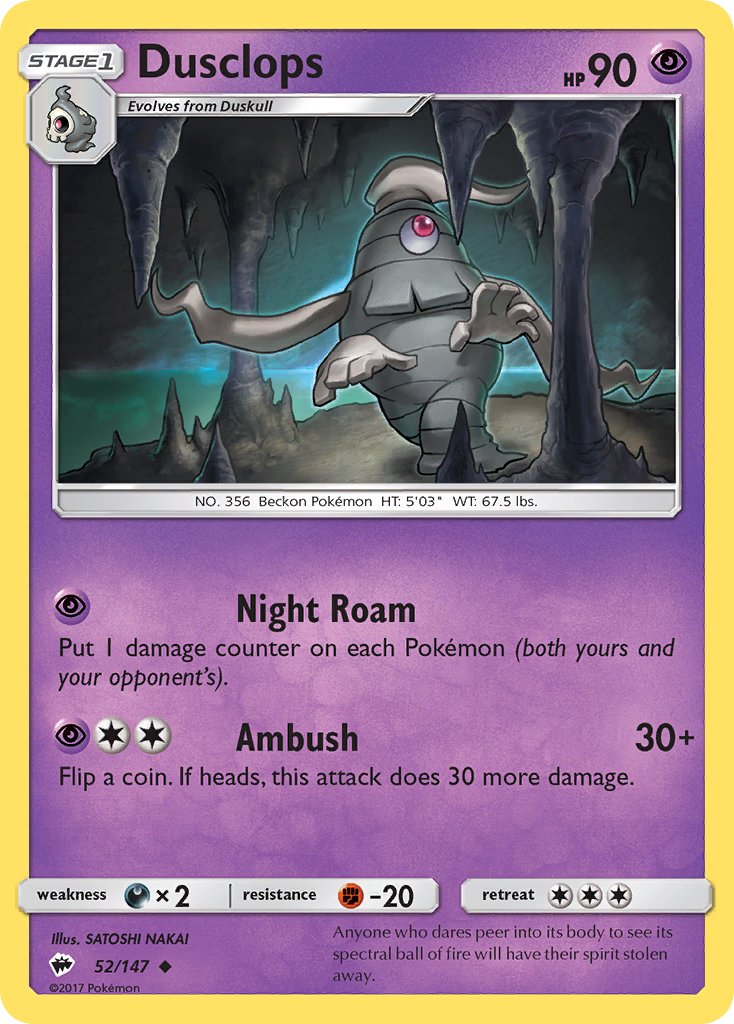 STAGE1
Dusclops
HP 90
Evolves from Duskull
NO. 356 Beckon Pokémon HT: 5'03" WT: 67.5 lbs.
Night Roam
Put 1 damage counter on each Pokémon (both yours and
your opponent's).
Ambush 30+
Flip a coin. If heads, this attack does 30 more damage.
weakness × 2 resistance -20 retreat
Illus. SATOSHI NAKAI
52/147
©2017 Pokémon
Anyone who dares peer into its body to see its
spectral ball of fire will have their spirit stolen
away.